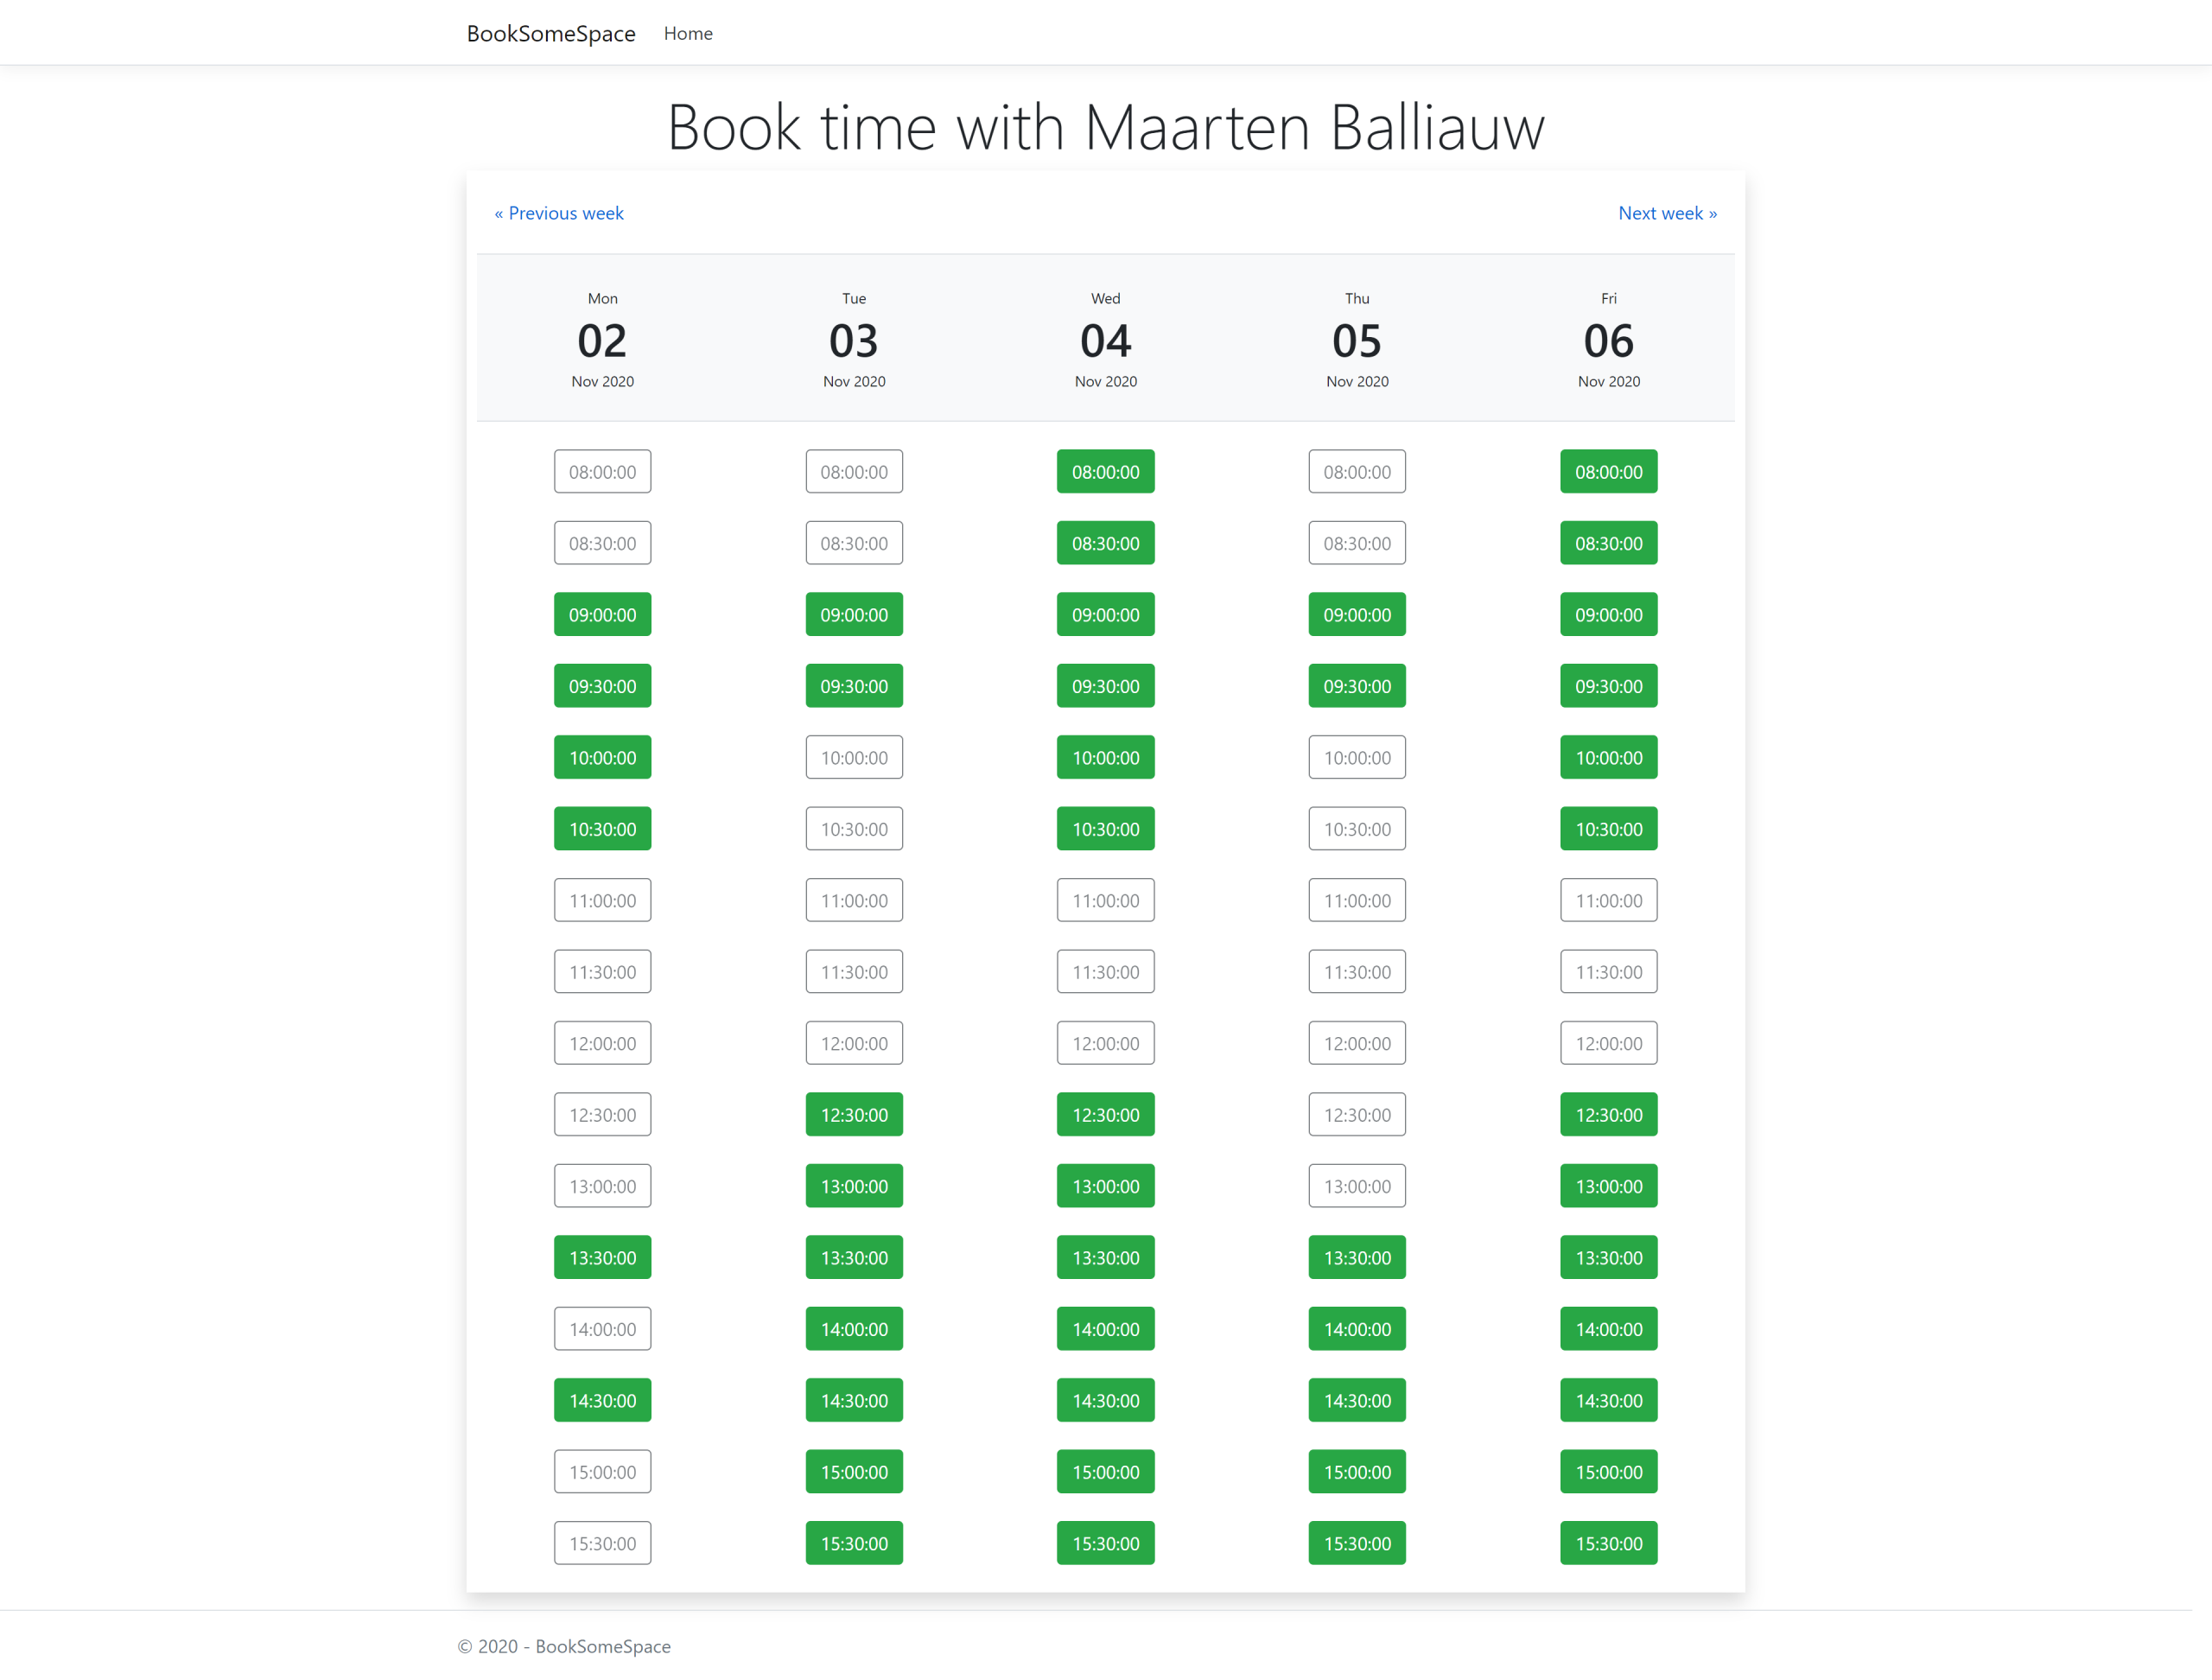 BookSomeSpace Home
Book time with Maarten Balliauw
« Previous week Next week »
Mon Tue Wed Thu Fri
02 03 04 05 06
Nov 2020 Nov 2020 Nov 2020 Nov 2020 Nov 2020
08:00:00 08:00:00 08:00:00 08:00:00 08:00:00
08:30:00 08:30:00 08:30:00 08:30:00 08:30:00
09:00:00 09:00:00 09:00:00 09:00:00 09:00:00
09:30:00 09:30:00 09:30:00 09:30:00 09:30:00
10:00:00 10:00:00 10:00:00 10:00:00 10:00:00
10:30:00 10:30:00 10:30:00 10:30:00 10:30:00
11:00:00 11:00:00 11:00:00 11:00:00 11:00:00
11:30:00 11:30:00 11:30:00 11:30:00 11:30:00
12:00:00 12:00:00 12:00:00 12:00:00 12:00:00
12:30:00 12:30:00 12:30:00 12:30:00 12:30:00
13:00:00 13:00:00 13:00:00 13:00:00 13:00:00
13:30:00 13:30:00 13:30:00 13:30:00 13:30:00
14:00:00 14:00:00 14:00:00 14:00:00 14:00:00
14:30:00 14:30:00 14:30:00 14:30:00 14:30:00
15:00:00 15:00:00 15:00:00 15:00:00 15:00:00
15:30:00 15:30:00 15:30:00 15:30:00 15:30:00
© 2020 - BookSomeSpace